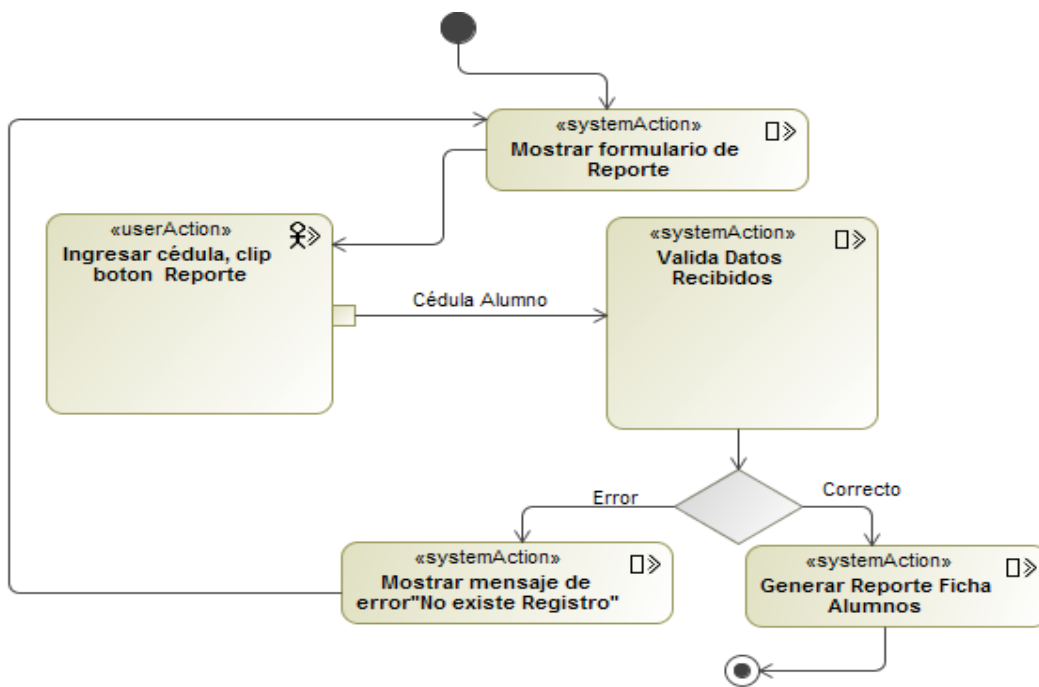 «systemAction»
Mostrar formulario de
Reporte
«userAction»
Ingresar cédula, clip
boton Reporte
Cédula Alumno
«systemAction»
Valida Datos
Recibidos
Error
Correcto
«systemAction»
Mostrar mensaje de
error"No existe Registro"
«systemAction»
Generar Reporte Ficha
Alumnos